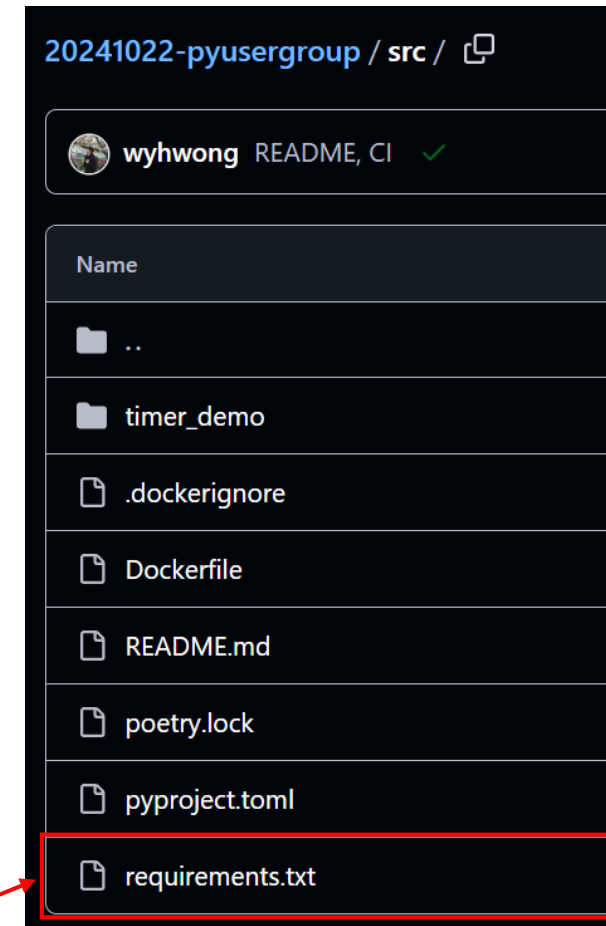 20241022-pyusergroup / src /
wyhwong README, CI
Name
..
timer_demo
.dockerignore
Dockerfile
README.md
poetry.lock
pyproject.toml
requirements.txt